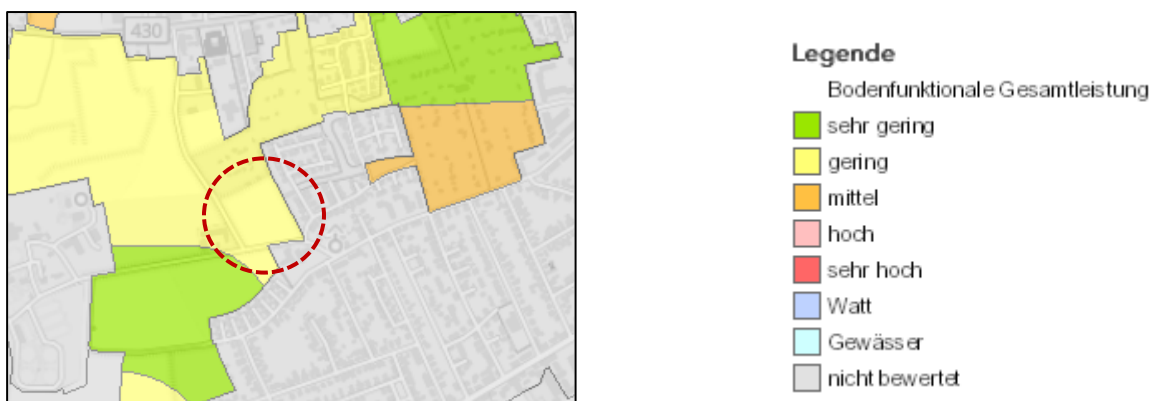 430
Legende
Bodenfunktionale Gesamtleistung
sehr gering
gering
mittel
hoch
sehr hoch
Watt
Gewässer
nicht bewertet